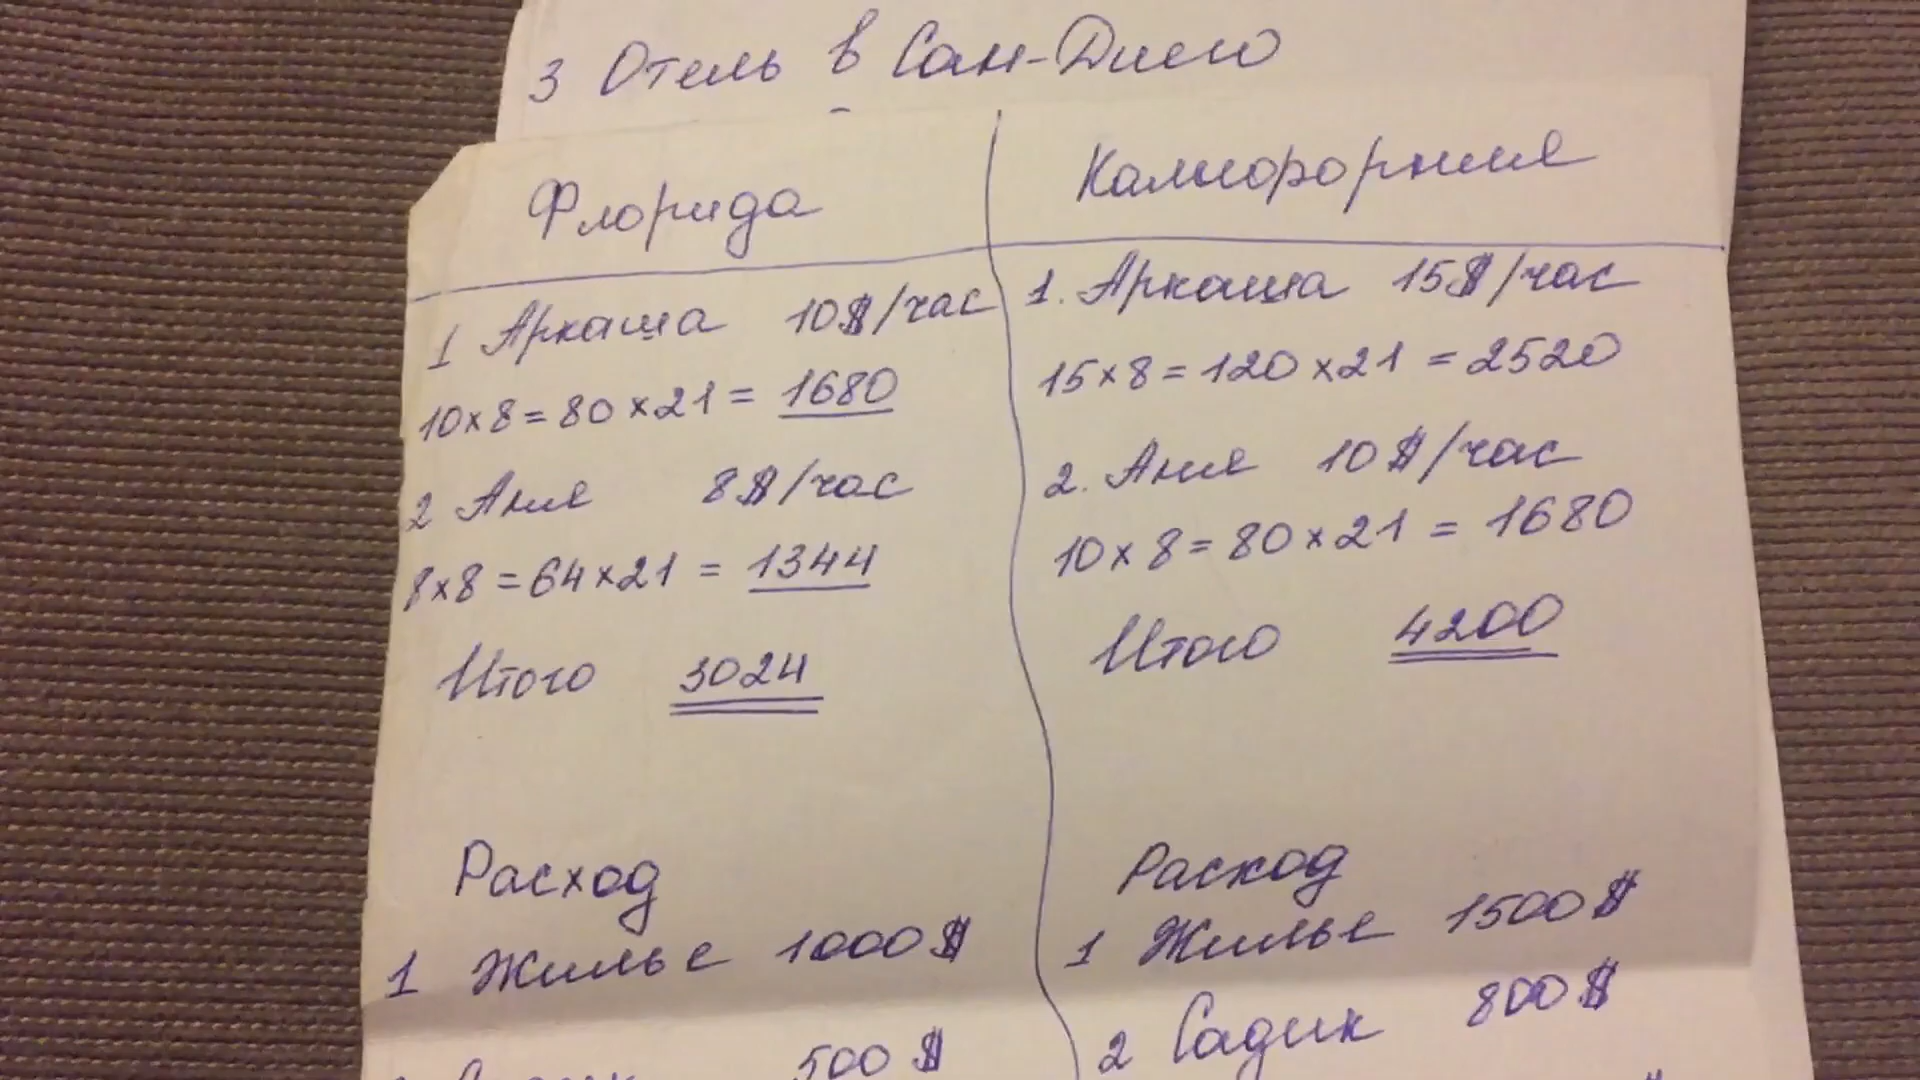 3 Отель в Сан-Диего
Флорида
1 Аркаша 10$/час
10×8=80×21=1680
2 Аня 8$/час
8×8=64×21=1344
Итого 3024
Расход
1 Жилье 1000$
500$
Калифорния
1. Аркаша 15$/час
15×8=120×21=2520
2. Аня 10$/час
10×8=80×21=1680
Итого 4200
Расход
1 Жилье 1500$
2 Садик 800$